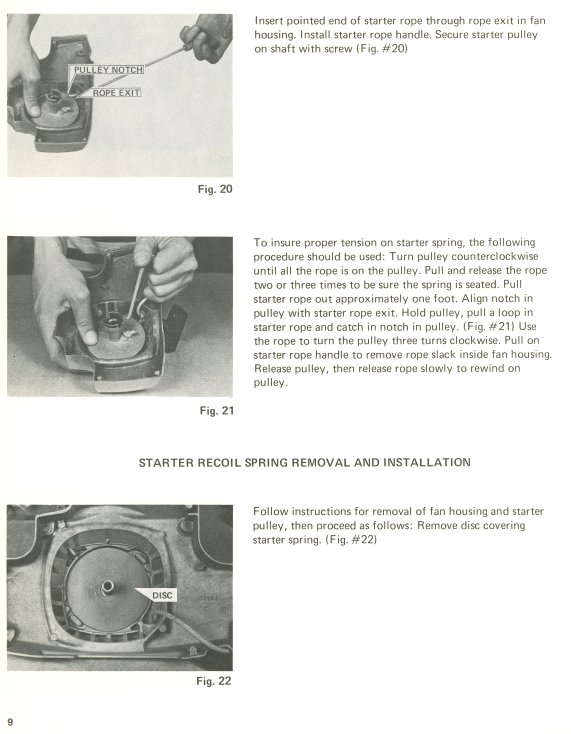 Insert pointed end of starter rope through rope exit in fan
housing. Install starter rope handle. Secure starter pulley
on shaft with screw (Fig. #20)
PULLEY NOTCH
ROPE EXIT
Fig. 20
To insure proper tension on starter spring, the following
procedure should be used: Turn pulley counterclockwise
until all the rope is on the pulley. Pull and release the rope
two or three times to be sure the spring is seated. Pull
starter rope out approximately one foot. Align notch in
pulley with starter rope exit. Hold pulley, pull a loop in
starter rope and catch in notch in pulley. (Fig. #21) Use
the rope to turn the pulley three turns clockwise. Pull on
starter rope handle to remove rope slack inside fan housing.
Release pulley, then release rope slowly to rewind on
pulley.
Fig. 21
STARTER RECOIL SPRING REMOVAL AND INSTALLATION
Follow instructions for removal of fan housing and starter
pulley, then proceed as follows: Remove disc covering
starter spring. (Fig. #22)
DISC
Fig. 22
9